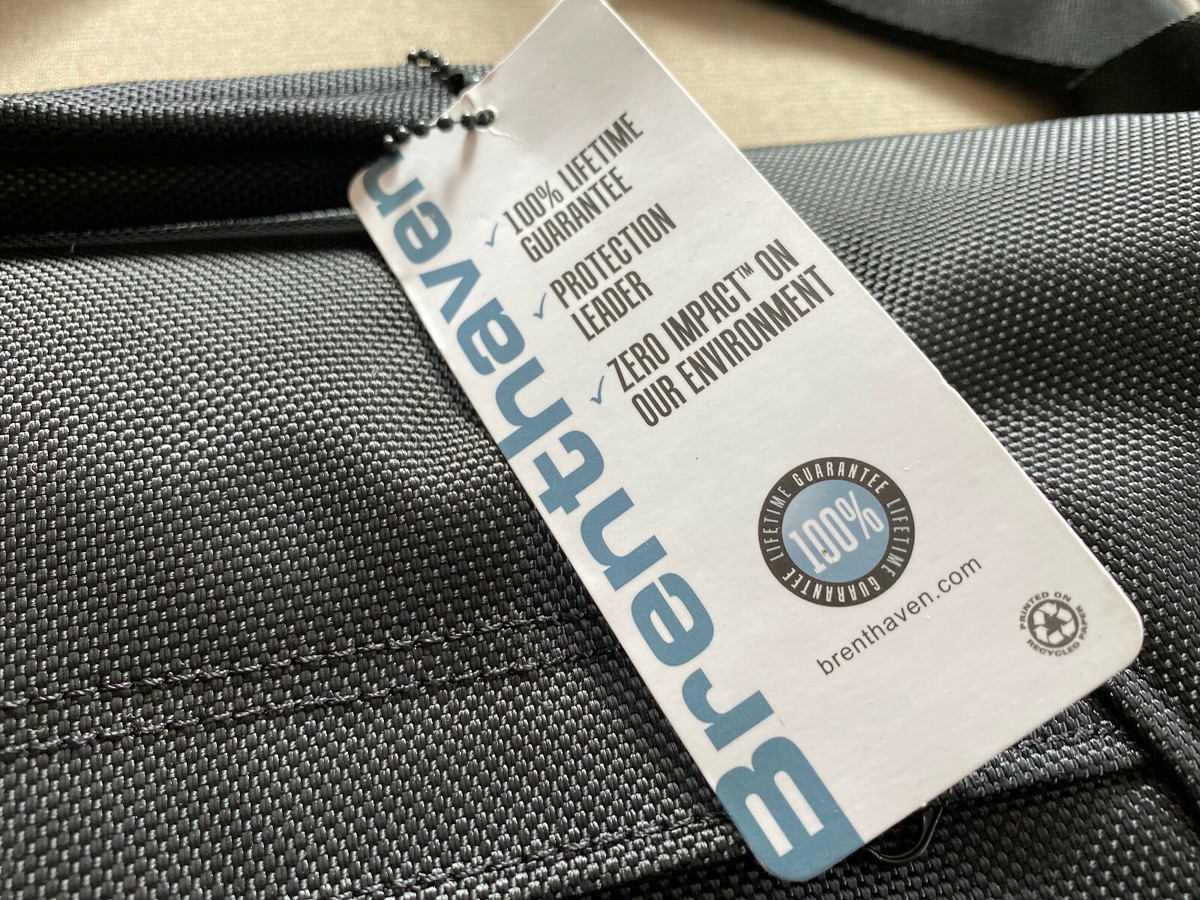 Brenthaven
✓ 100% LIFETIME
GUARANTEE
✓ PROTECTION
LEADER
✓ ZERO IMPACT™ ON
OUR ENVIRONMENT
LIFETIME GUARANTEE LIFETIME GUARANTEE
100%
brenthaven.com
PRINTED ON
RECYCLED PAPER